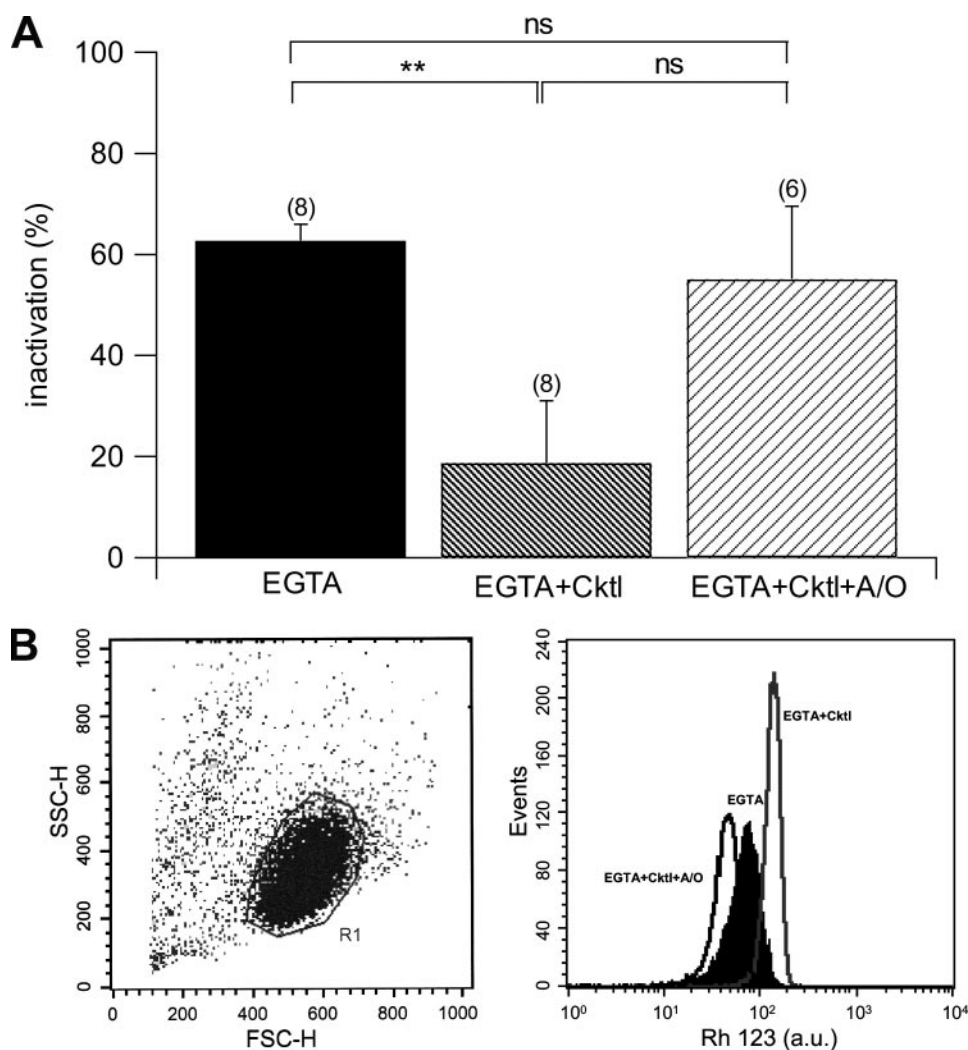 A
ns
** ns
100
80
60
40
20
0
inactivation (%)
(8)
(8)
(6)
EGTA EGTA+Cktl EGTA+Cktl+A/O
B
SSC-H
1000
800
600
400
200
0
R1
0 200 400 600 800 1000
FSC-H
Events
240
200
160
120
80
40
0
EGTA+Cktl
EGTA
EGTA+Cktl+A/O
10⁰ 10¹ 10² 10³ 10⁴
Rh 123 (a.u.)